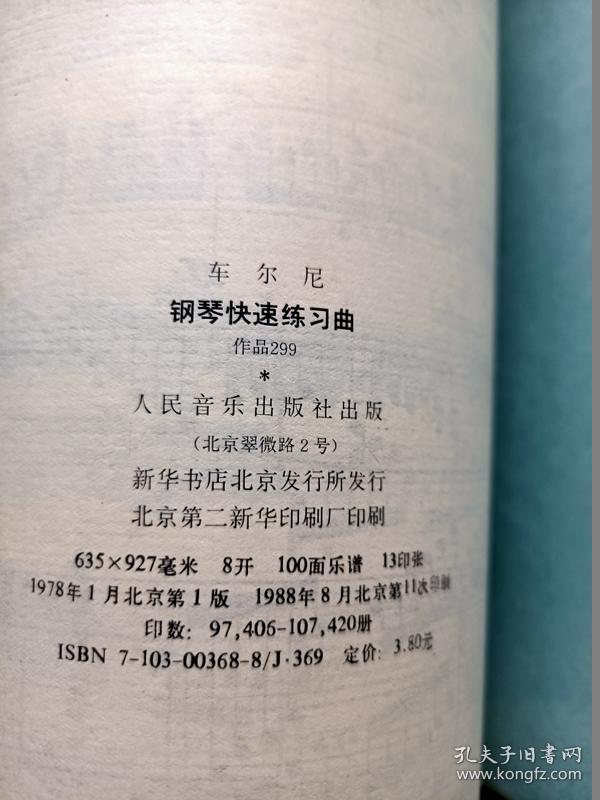 车尔尼
钢琴快速练习曲
作品299
*
人民音乐出版社出版
(北京翠微路2号)
新华书店北京发行所发行
北京第二新华印刷厂印刷
635×927毫米 8开 100面乐谱 13印张
1978年1月北京第1版 1988年8月北京第11次印刷
印数: 97,406-107,420册
ISBN 7-103-00368-8/J·369 定价: 3.80元
孔夫子旧书网
www.kongfz.com